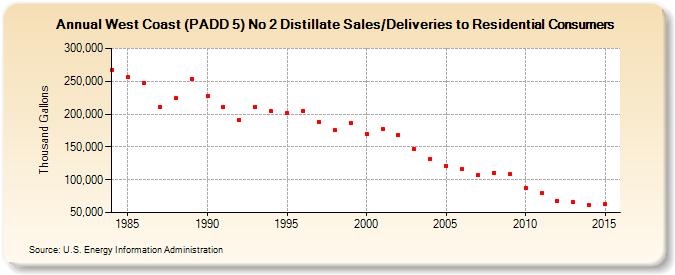 Annual West Coast (PADD 5) No 2 Distillate Sales/Deliveries to Residential Consumers
Thousand Gallons
300,000
250,000
200,000
150,000
100,000
50,000
1985 1990 1995 2000 2005 2010 2015
Source: U.S. Energy Information Administration